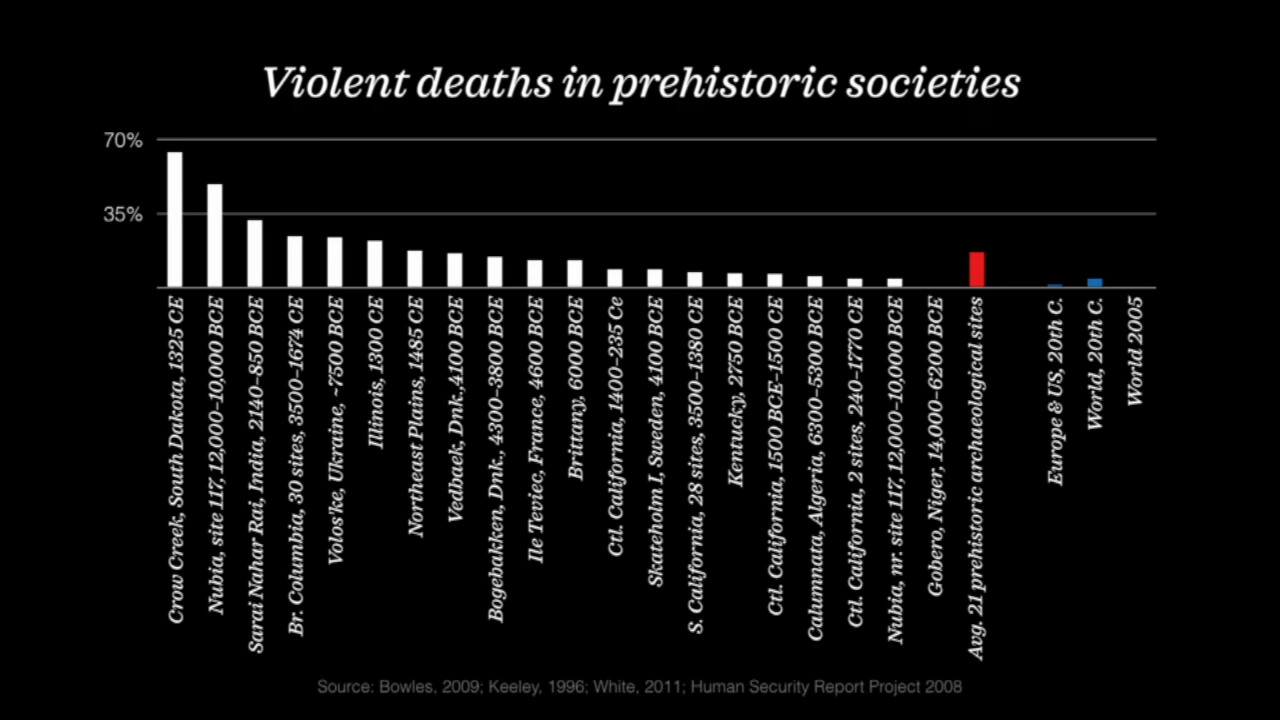 Violent deaths in prehistoric societies
70%
35%
Crow Creek, South Dakota, 1325 CE
Nubia, site 117, 12,000–10,000 BCE
Sarai Nahar Rai, India, 2140–850 BCE
Br. Columbia, 30 sites, 3500–1674 CE
Volos'ke, Ukraine, ~7500 BCE
Illinois, 1300 CE
Northeast Plains, 1485 CE
Vedbaek, Dnk., 4100 BCE
Bogebakken, Dnk., 4300–3800 BCE
Ile Teviec, France, 4600 BCE
Brittany, 6000 BCE
Ctl. California, 1400–235 Ce
Skateholm I, Sweden, 4100 BCE
S. California, 28 sites, 3500-1380 CE
Kentucky, 2750 BCE
Ctl. California, 1500 BCE–1500 CE
Calumnata, Algeria, 6300–5300 BCE
Ctl. California, 2 sites, 240–1770 CE
Nubia, nr. site 117, 12,000–10,000 BCE
Gobero, Niger, 14,000–6200 BCE
Avg. 21 prehistoric archaeological sites
Europe & US, 20th C.
World, 20th C.
World 2005
Source: Bowles, 2009; Keeley, 1996; White, 2011; Human Security Report Project 2008